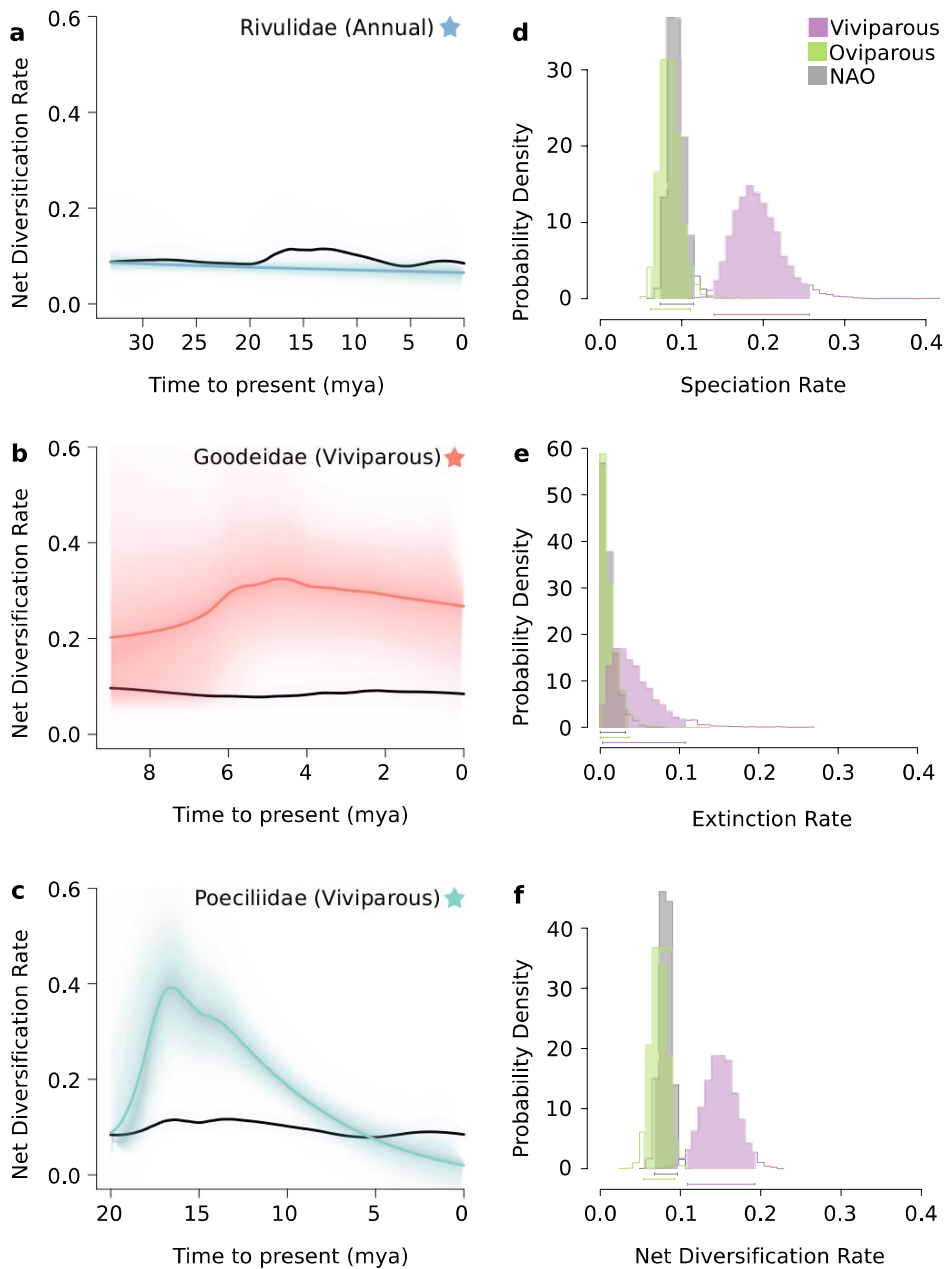 a
Rivulidae (Annual)
Net Diversitication Rate
0.6
0.4
0.2
0.0
30 25 20 15 10 5 0
Time to present (mya)
d
Viviparous
Oviparous
NAO
Probability Density
30
20
10
0
0.0 0.1 0.2 0.3 0.4
Speciation Rate
b
Goodeidae (Viviparous)
Net Diversification Rate
0.6
0.4
0.2
0.0
8 6 4 2 0
Time to present (mya)
e
Probability Density
60
50
40
30
20
10
0
0.0 0.1 0.2 0.3 0.4
Extinction Rate
c
Poeciliidae (Viviparous)
Net Diversification Rate
0.6
0.4
0.2
0.0
20 15 10 5 0
Time to present (mya)
f
Probability Density
40
30
20
10
0
0.0 0.1 0.2 0.3 0.4
Net Diversification Rate